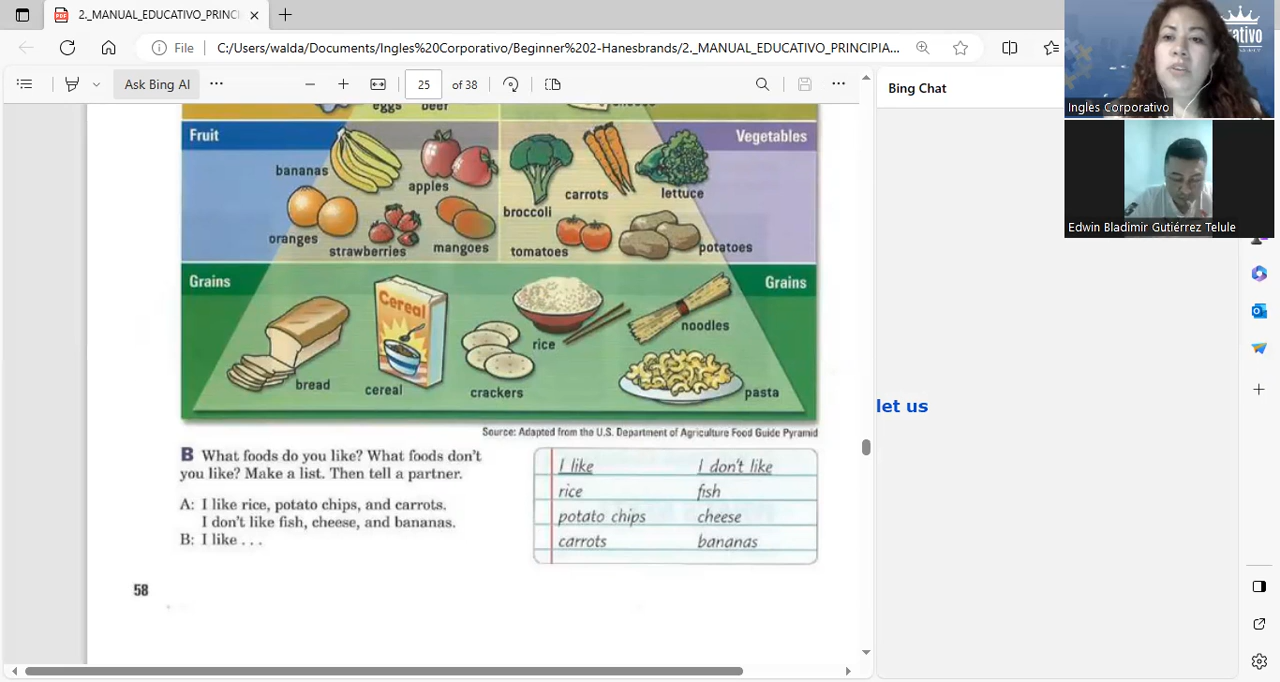 2._MANUAL_EDUCATIVO_PRINCI
File
C:/Users/walda/Documents/Ingles%20Corporativo/Beginner%202-Hanesbrands/2._MANUAL_EDUCATIVO_PRINCIPIA...
Ask Bing AI
25 of 38
Bing Chat
Inglès Corporativo
Edwin Bladimir Gutiérrez Telule
eggs beer
Fruit
Vegetables
bananas
apples
broccoli
carrots
lettuce
oranges
strawberries
mangoes
tomatoes
potatoes
Grains
Grains
bread
cereal
Cereal
crackers
rice
noodles
pasta
let us
Source: Adapted from the U.S. Department of Agriculture Food Guide Pyramid
B What foods do you like? What foods don't
you like? Make a list. Then tell a partner.
A: I like rice, potato chips, and carrots.
I don't like fish, cheese, and bananas.
B: I like . . .
I like I don't like
rice fish
potato chips cheese
carrots bananas
58